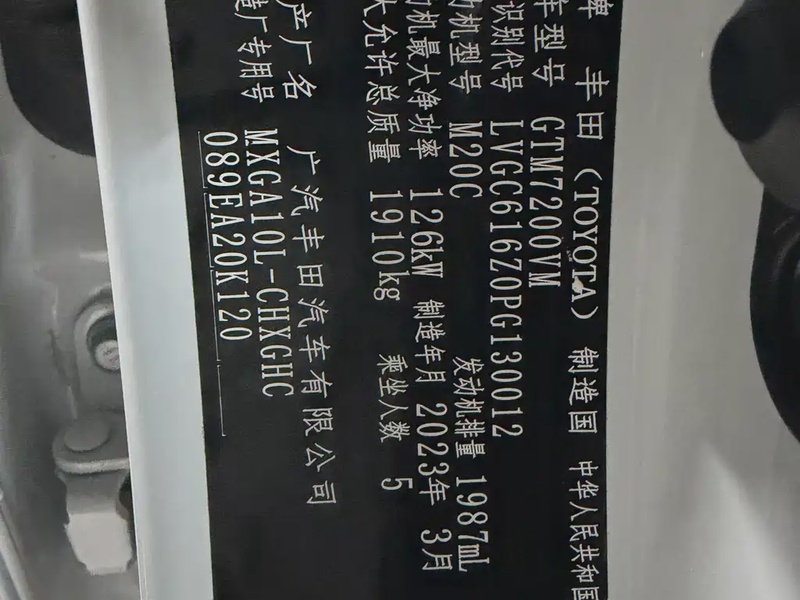 牌 丰田（TOYOTA） 制造国 中华人民共和国
车型号 GTM7200VM
识别代号 LVGC616Z0PG130012
动机型号 M20C 发动机排量 1987mL
动机最大净功率 126kW 制造年月 2023年 3月
大允许总质量 1910kg 乘坐人数 5
产厂名 广汽丰田汽车有限公司
造厂专用号 MXGA10L-CHXGHC
089EA20K120